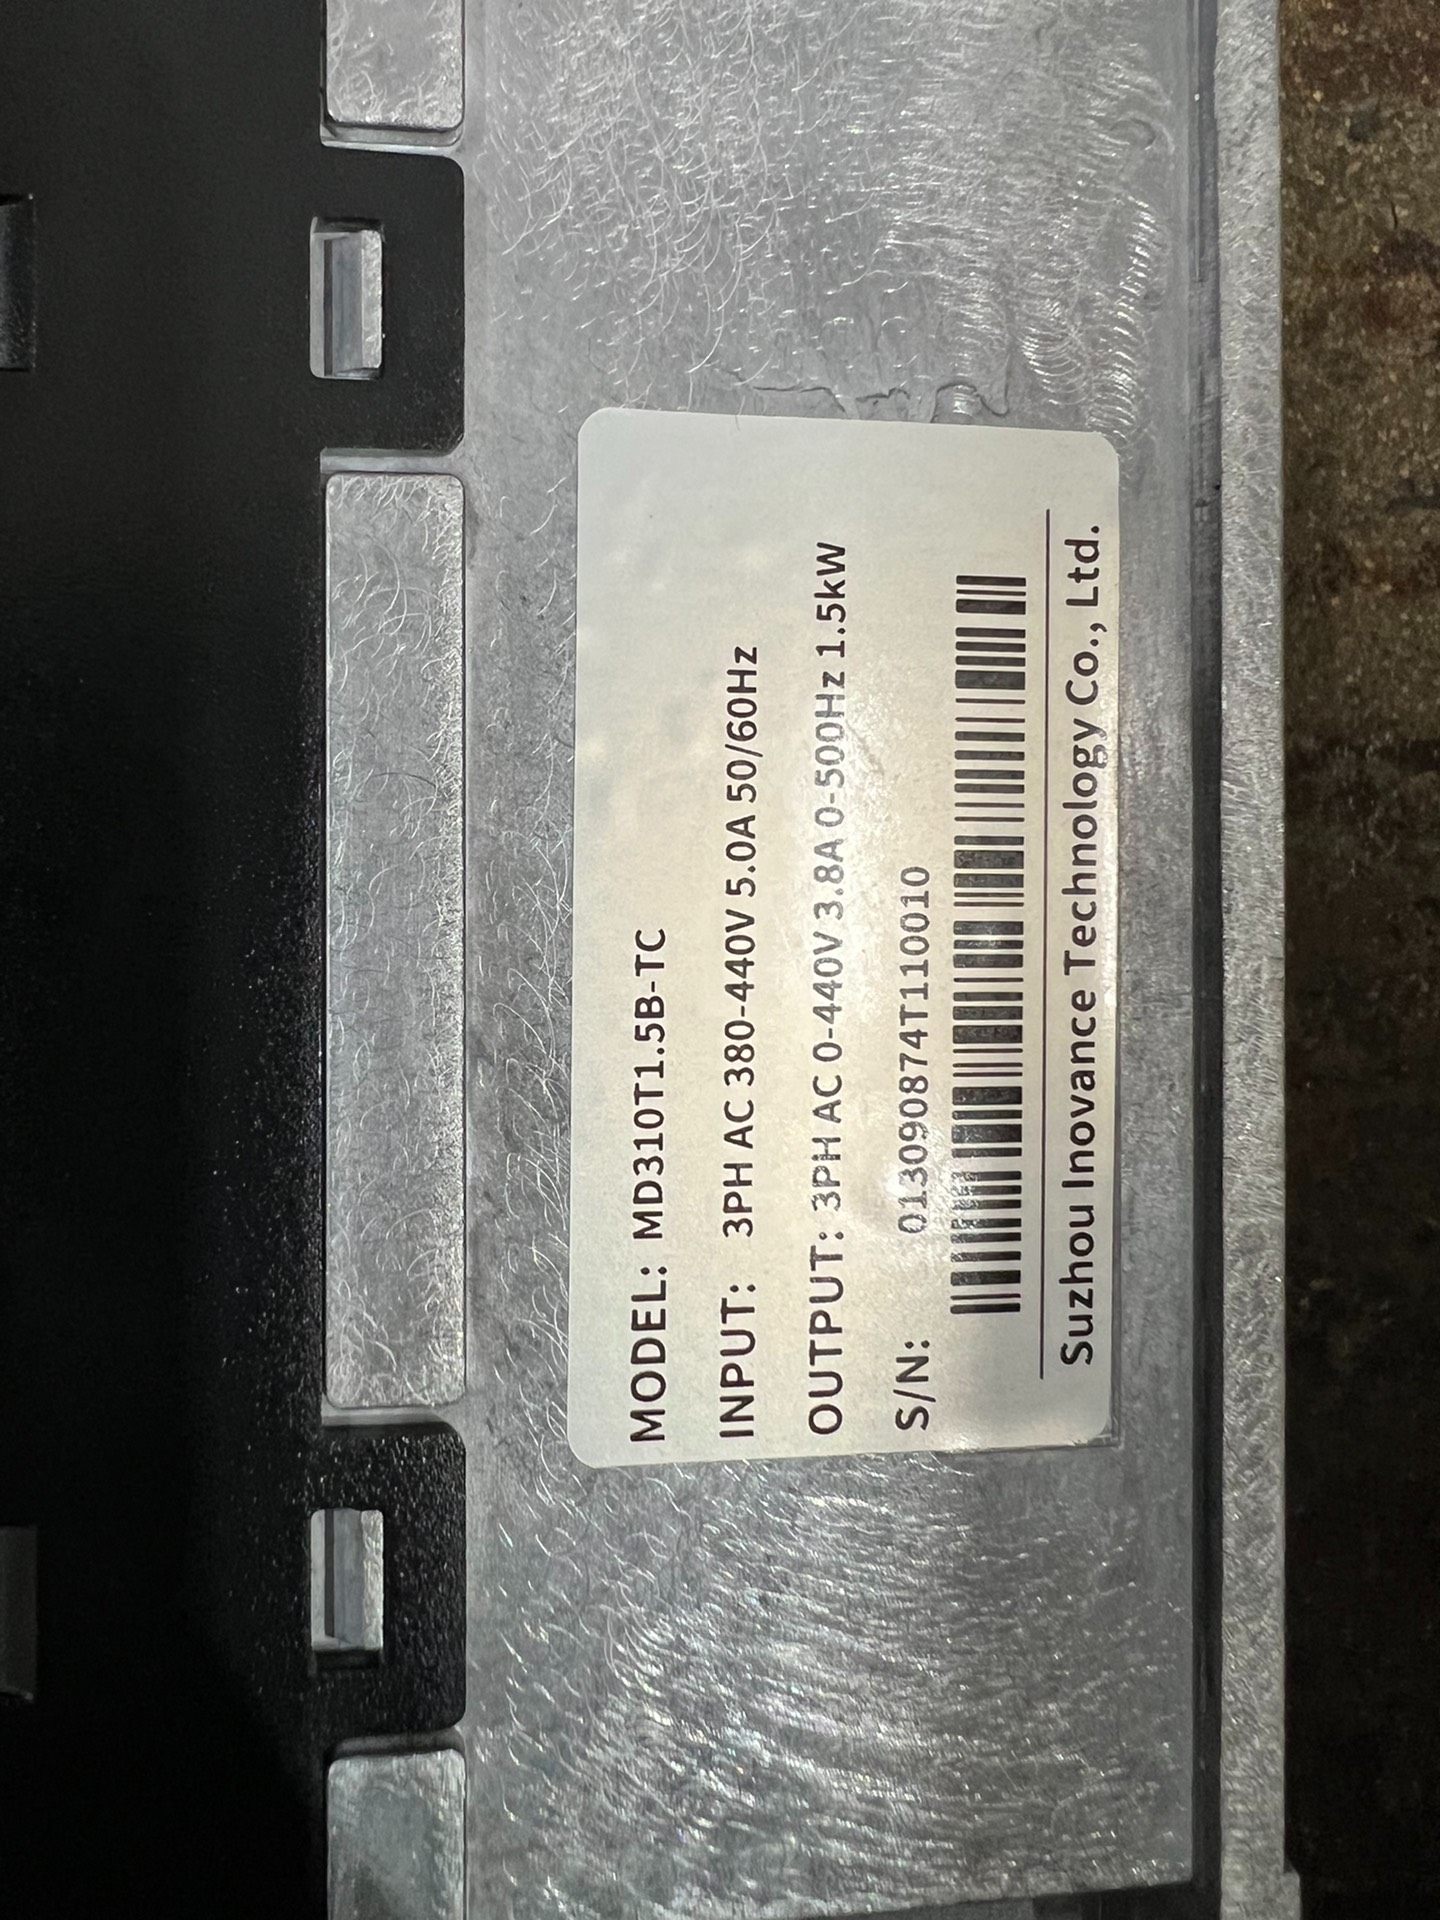 MODEL: MD310T1.5B-TC
INPUT: 3PH AC 380-440V 5.0A 50/60Hz
OUTPUT: 3PH AC 0-440V 3.8A 0-500Hz 1.5kW
S/N: 013090874T110010
Suzhou Inovance Technology Co., Ltd.